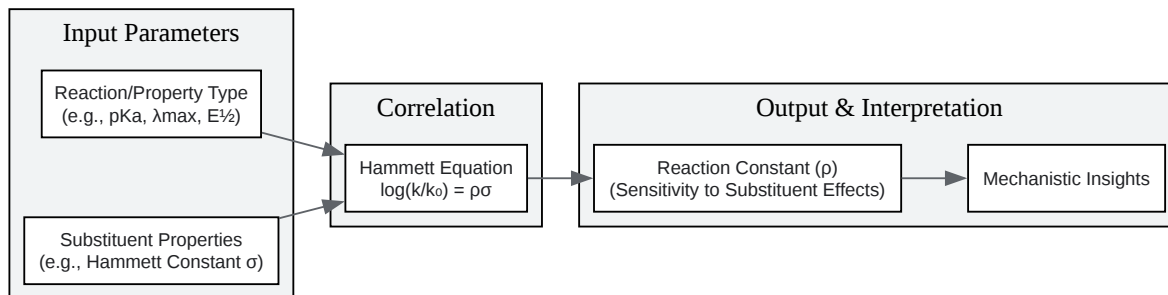 Input Parameters
Reaction/Property Type
(e.g., pKa, λmax, E½)
Substituent Properties
(e.g., Hammett Constant σ)
Correlation
Hammett Equation
log(k/k₀) = ρσ
Output & Interpretation
Reaction Constant (ρ)
(Sensitivity to Substituent Effects)
Mechanistic Insights